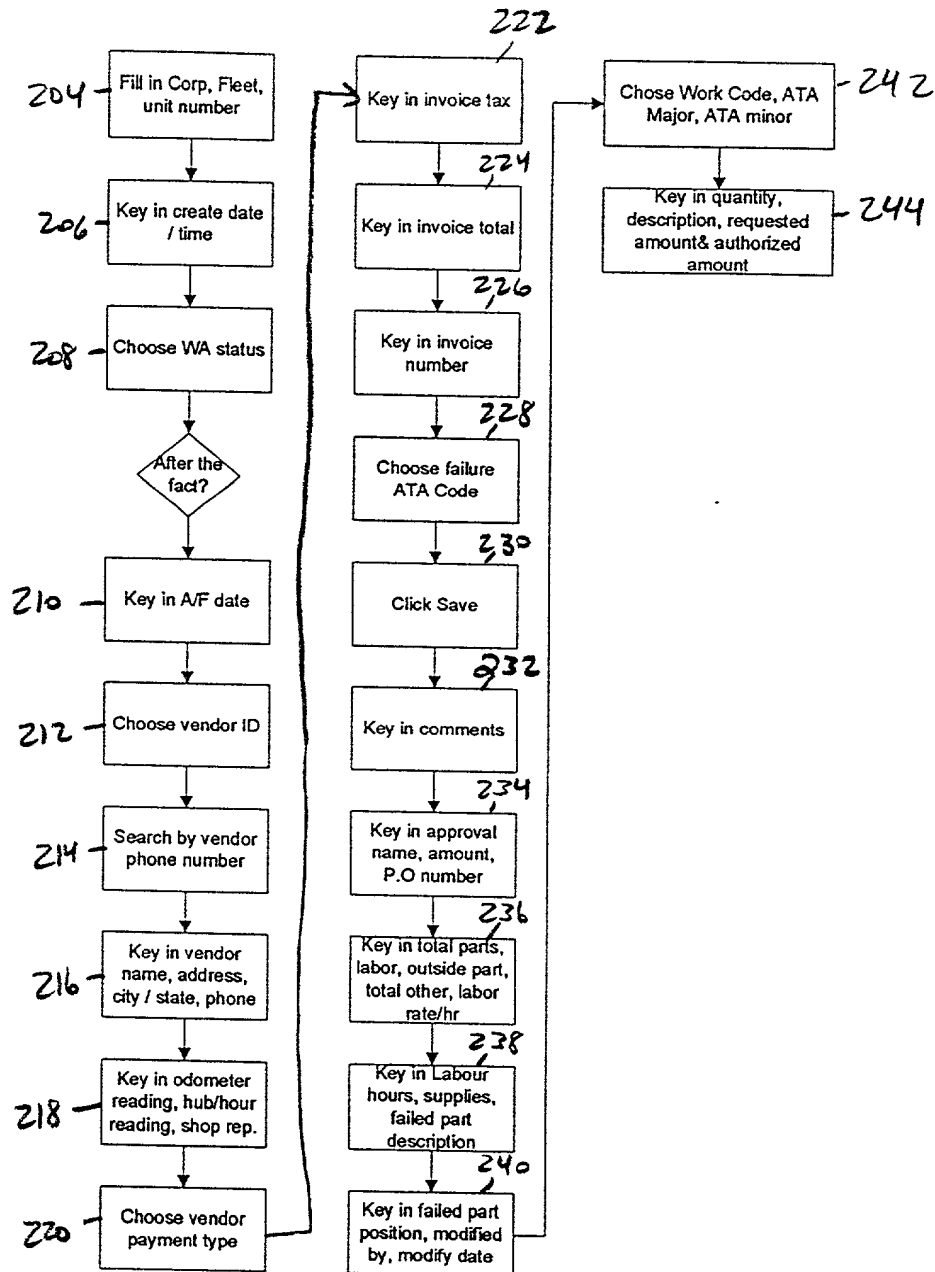 204
Fill in Corp, Fleet,
unit number
206
Key in create date
/ time
208
Choose WA status
After the
fact?
210
Key in A/F date
212
Choose vendor ID
214
Search by vendor
phone number
216
Key in vendor
name, address,
city / state, phone
218
Key in odometer
reading, hub/hour
reading, shop rep.
220
Choose vendor
payment type
222
Key in invoice tax
224
Key in invoice total
226
Key in invoice
number
228
Choose failure
ATA Code
230
Click Save
232
Key in comments
234
Key in approval
name, amount,
P.O number
236
Key in total parts,
labor, outside part,
total other, labor
rate/hr
238
Key in Labour
hours, supplies,
failed part
description
240
Key in failed part
position, modified
by, modify date
242
Chose Work Code, ATA
Major, ATA minor
244
Key in quantity,
description, requested
amount& authorized
amount